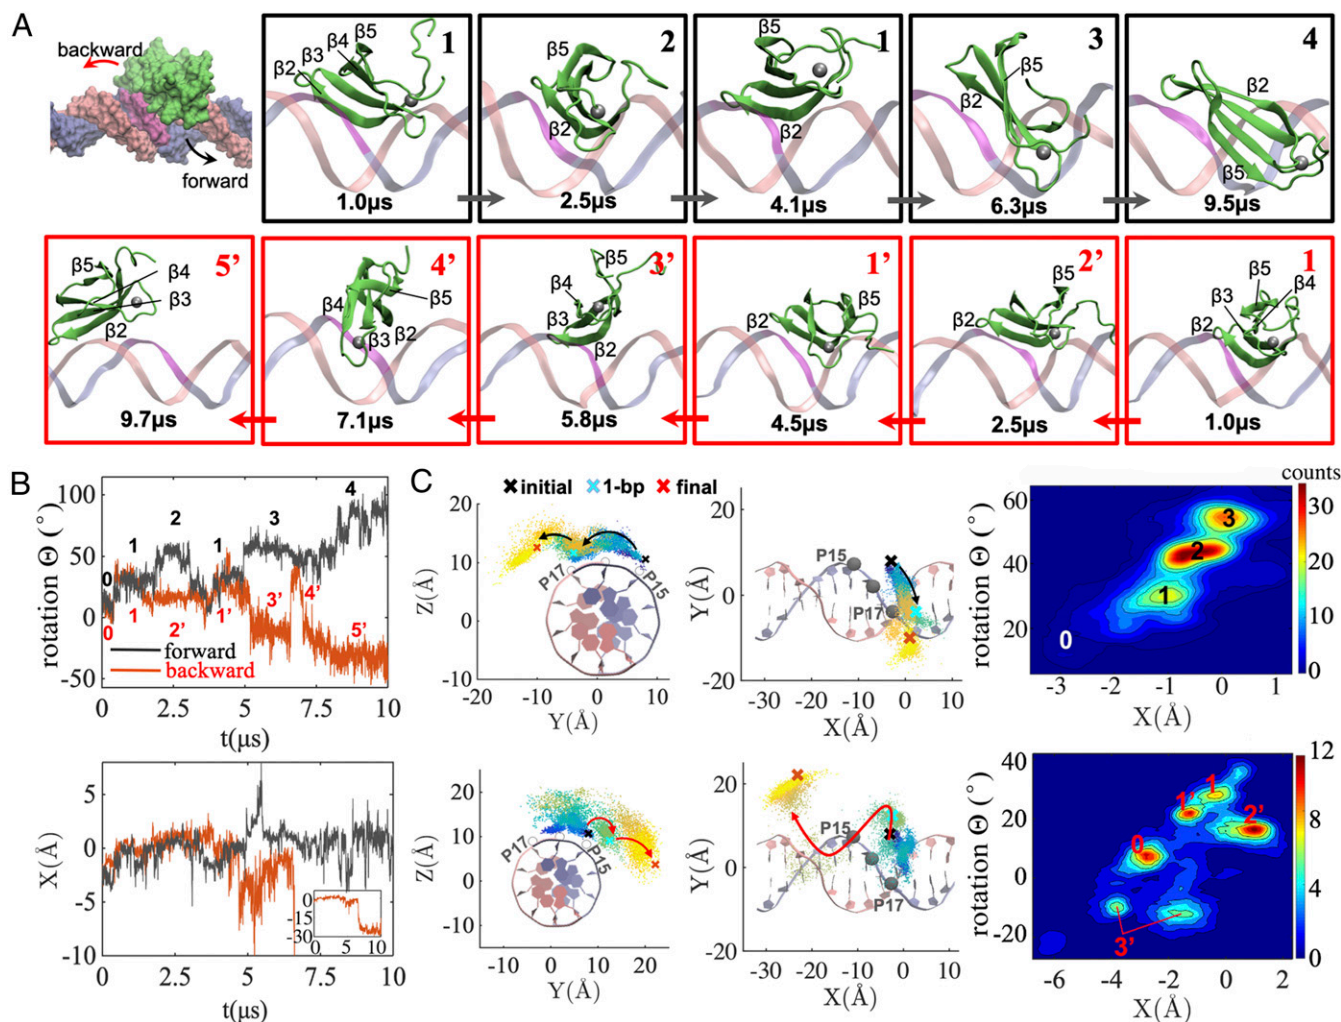 A
backward
forward
1
β2
β3
β4
β5
1.0μs
2
β5
β2
2.5μs
1
β5
β2
4.1μs
3
β5
β2
6.3μs
4
β2
β5
9.5μs
5’
β5
β4
β3
β2
9.7μs
4’
β4
β5
β3
β2
7.1μs
3’
β5
β4
β3
β2
5.8μs
1’
β5
β2
4.5μs
2’
β5
β2
2.5μs
1
β5
β3
β4
β2
1.0μs
B
rotation Θ (°)
100
50
0
-50
0
2.5
5
7.5
10
t(μs)
0
1
2
1
3
4
0
1
2’
1’
3’
4’
5’
forward
backward
X(Å)
5
0
-5
-10
0
2.5
5
7.5
10
t(μs)
0
-15
-30
0
5
10
C
initial
1-bp
final
Z(Å)
20
10
0
-10
-20
-10
0
10
Y(Å)
P17
P15
Y(Å)
20
0
-20
-30
-20
-10
0
10
X(Å)
P15
P17
rotation Θ (°)
60
40
20
-3
-2
-1
0
1
X(Å)
0
1
2
3
counts
30
20
10
0
Z(Å)
20
10
0
-10
-10
0
10
20
Y(Å)
P17
P15
Y(Å)
20
0
-20
-30
-20
-10
0
10
X(Å)
P15
P17
rotation Θ (°)
40
20
0
-20
-6
-4
-2
0
2
X(Å)
0
1’
1
2’
3’
12
9
6
3
0